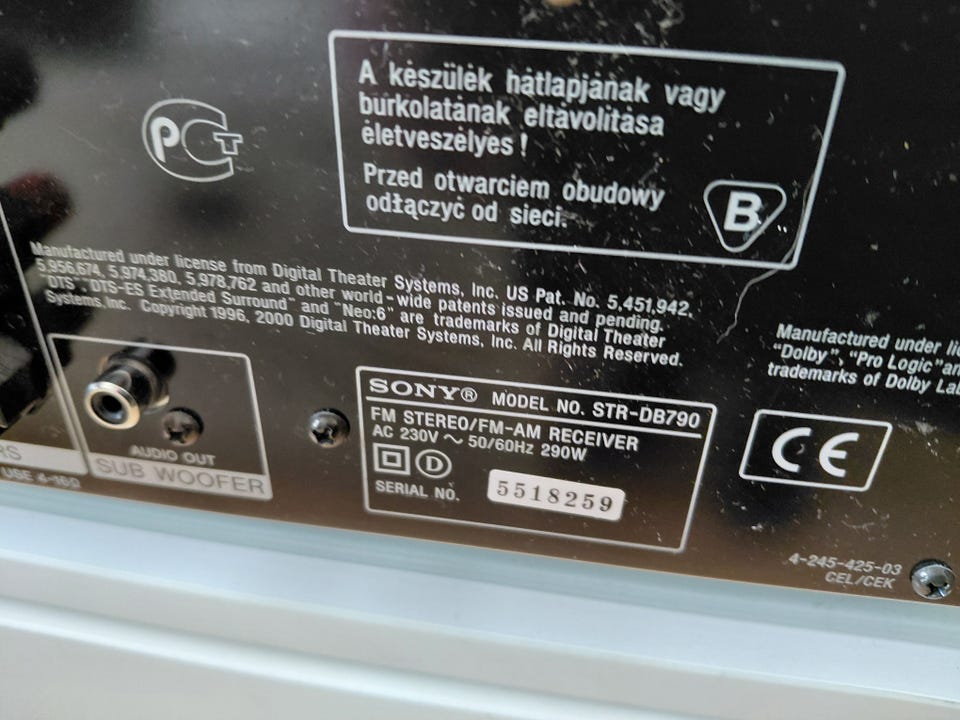 A készülék hátlapjának vagy
burkolatának eltávolítása
életveszélyes !
Przed otwarciem obudowy
odłączyć od sieci.
B
PCT
Manufactured under license from Digital Theater Systems, Inc. US Pat. No. 5,451,942,
5,956,674, 5,974,380, 5,978,762 and other world-wide patents issued and pending.
DTS", DTS-ES Extended Surround" and "Neo:6" are trademarks of Digital Theater
Systems, Inc. Copyright 1996, 2000 Digital Theater Systems, Inc. All Rights Reserved.
Manufactured under
"Dolby", "Pro Logic"
trademarks of Dolby
RS
USE 4-16Ω
AUDIO OUT
SUB WOOFER
SONY® MODEL NO. STR-DB790
FM STEREO/FM-AM RECEIVER
AC 230V ~ 50/60Hz 290W
D
SERIAL NO. 5518259
CE
4-245-425-03
CEL/CEK